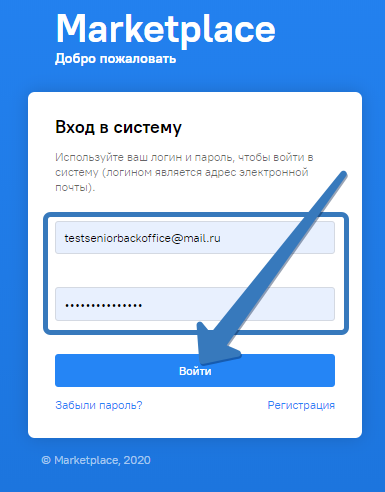 Marketplace
Добро пожаловать
Вход в систему
Используйте ваш логин и пароль, чтобы войти в
систему (логином является адрес электронной
почты).
testseniorbackoffice@mail.ru
•••••••••••••••
Войти
Забыли пароль?
Регистрация
© Marketplace, 2020